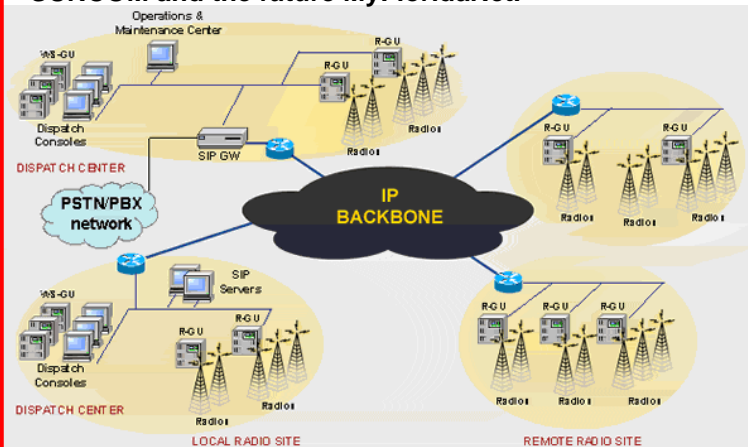 Operations &
Maintenance Center
R-GU
WS-GU
R-GU
Dispatch
Consoles
SIP GW
Radios
Radios
DISPATCH CENTER
PSTN/PBX
network
IP
BACKBONE
R-GU
R-GU
Radios
Radios
Radios
WS-GU
SIP
Servers
R-GU
R-GU
Dispatch
Consoles
Radios
Radios
DISPATCH CENTER
LOCAL RADIO SITE
R-GU
R-GU
R-GU
Radios
Radios
Radios
REMOTE RADIO SITE